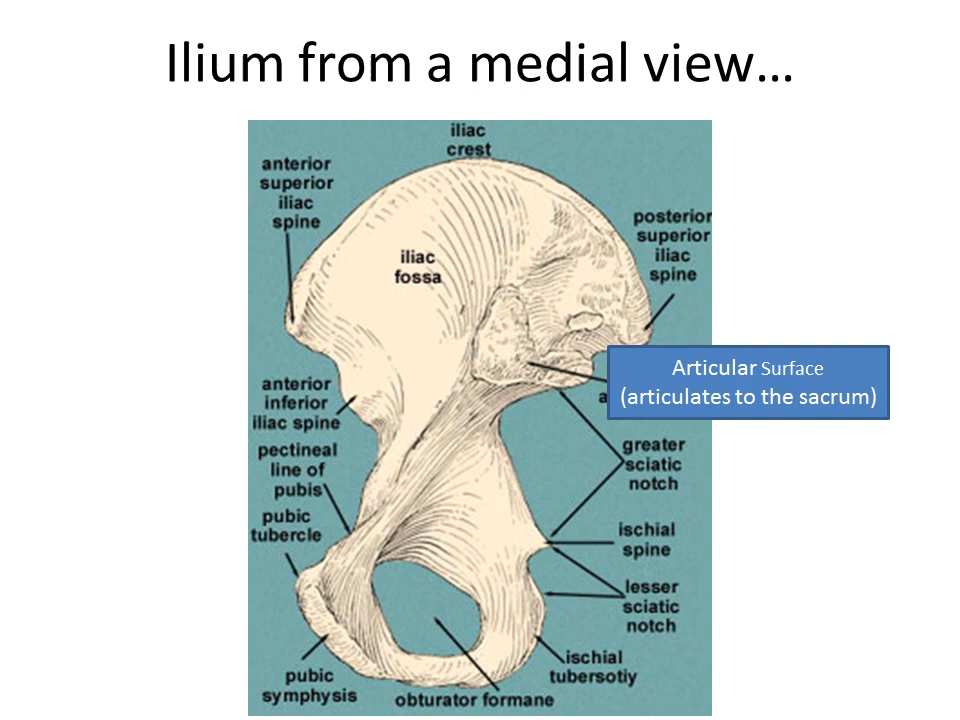 Ilium from a medial view...
iliac
crest
anterior
superior
iliac
spine
posterior
superior
iliac
spine
iliac
fossa
Articular Surface
(articulates to the sacrum)
anterior
inferior
iliac spine
greater
sciatic
notch
pectineal
line of
pubis
pubic
tubercle
ischial
spine
lesser
sciatic
notch
ischial
tubersotiy
pubic
symphysis
obturator formane